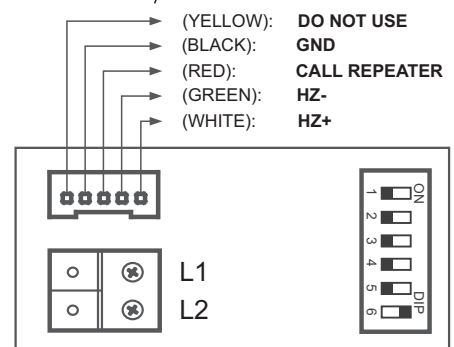 (YELLOW): DO NOT USE
(BLACK): GND
(RED): CALL REPEATER
(GREEN): HZ-
(WHITE): HZ+
L1
L2
ON
1
2
3
4
5
6
DIP